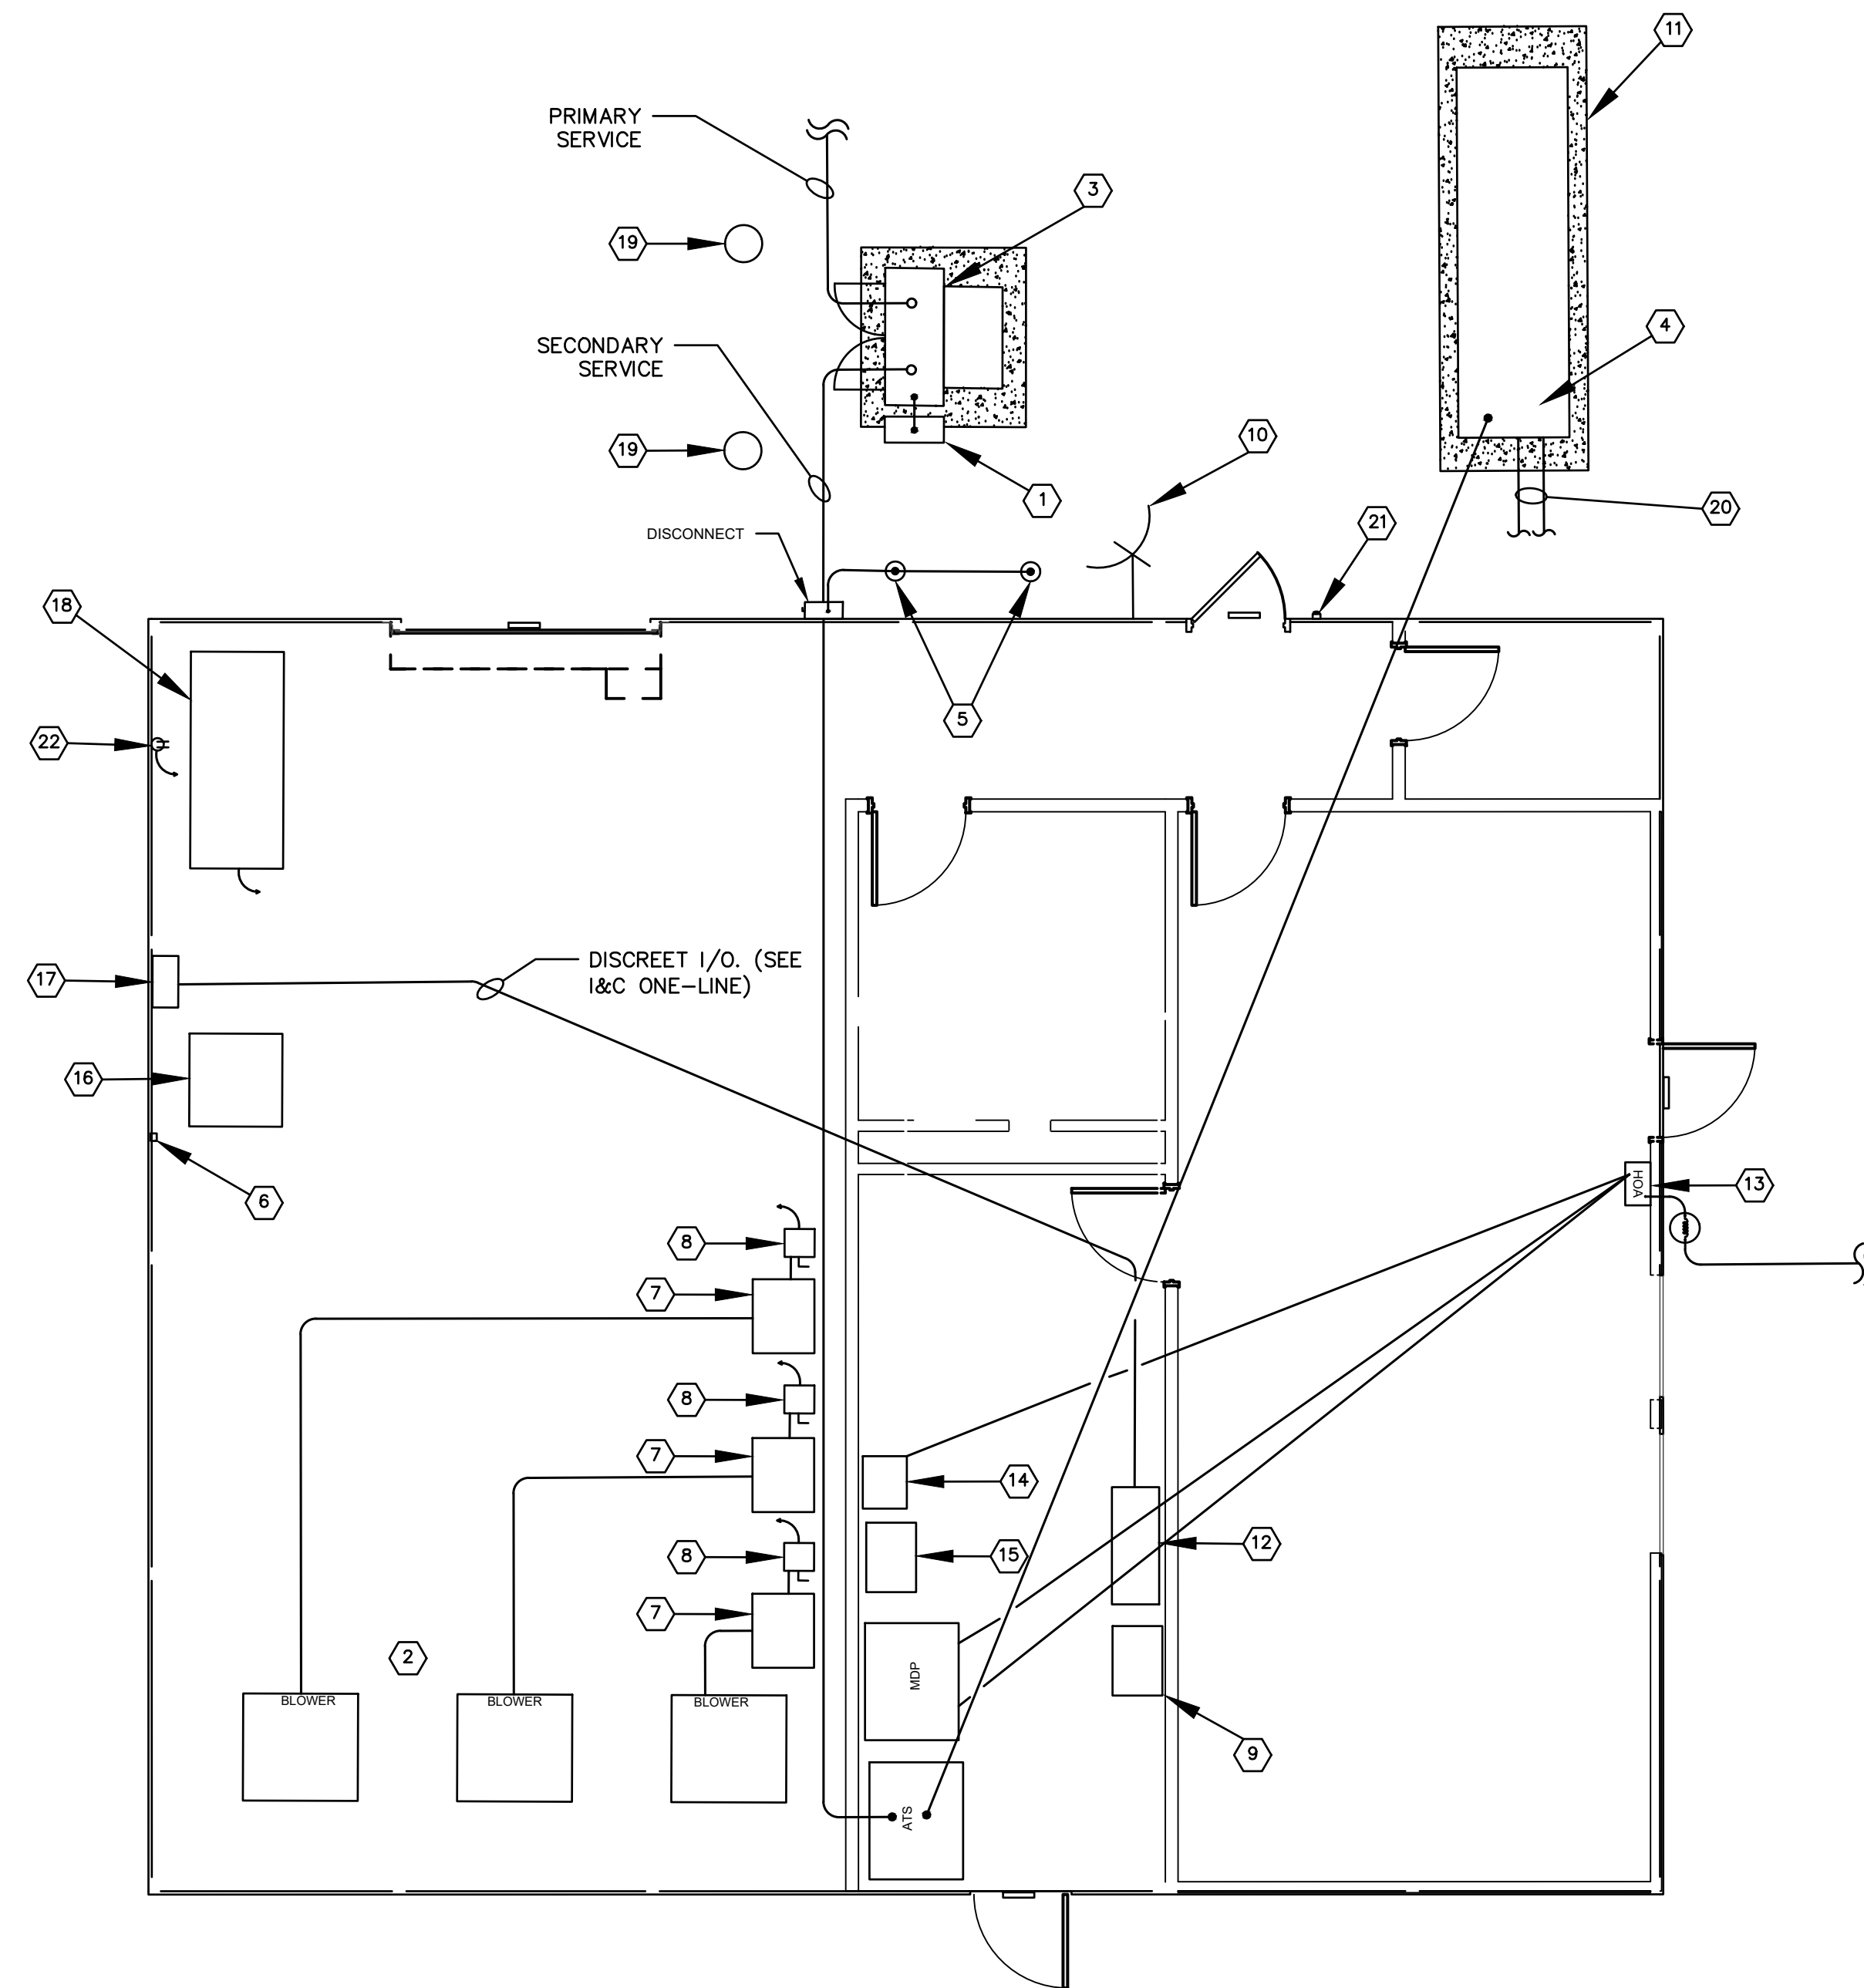 11
PRIMARY
SERVICE
3
19
4
SECONDARY
SERVICE
19
10
1
20
21
DISCONNECT
18
5
22
DISCREET I/O. (SEE
I&C ONE-LINE)
17
16
HOA
13
6
8
7
8
7
14
12
15
8
7
2
MDP
BLOWER
BLOWER
BLOWER
9
ATS